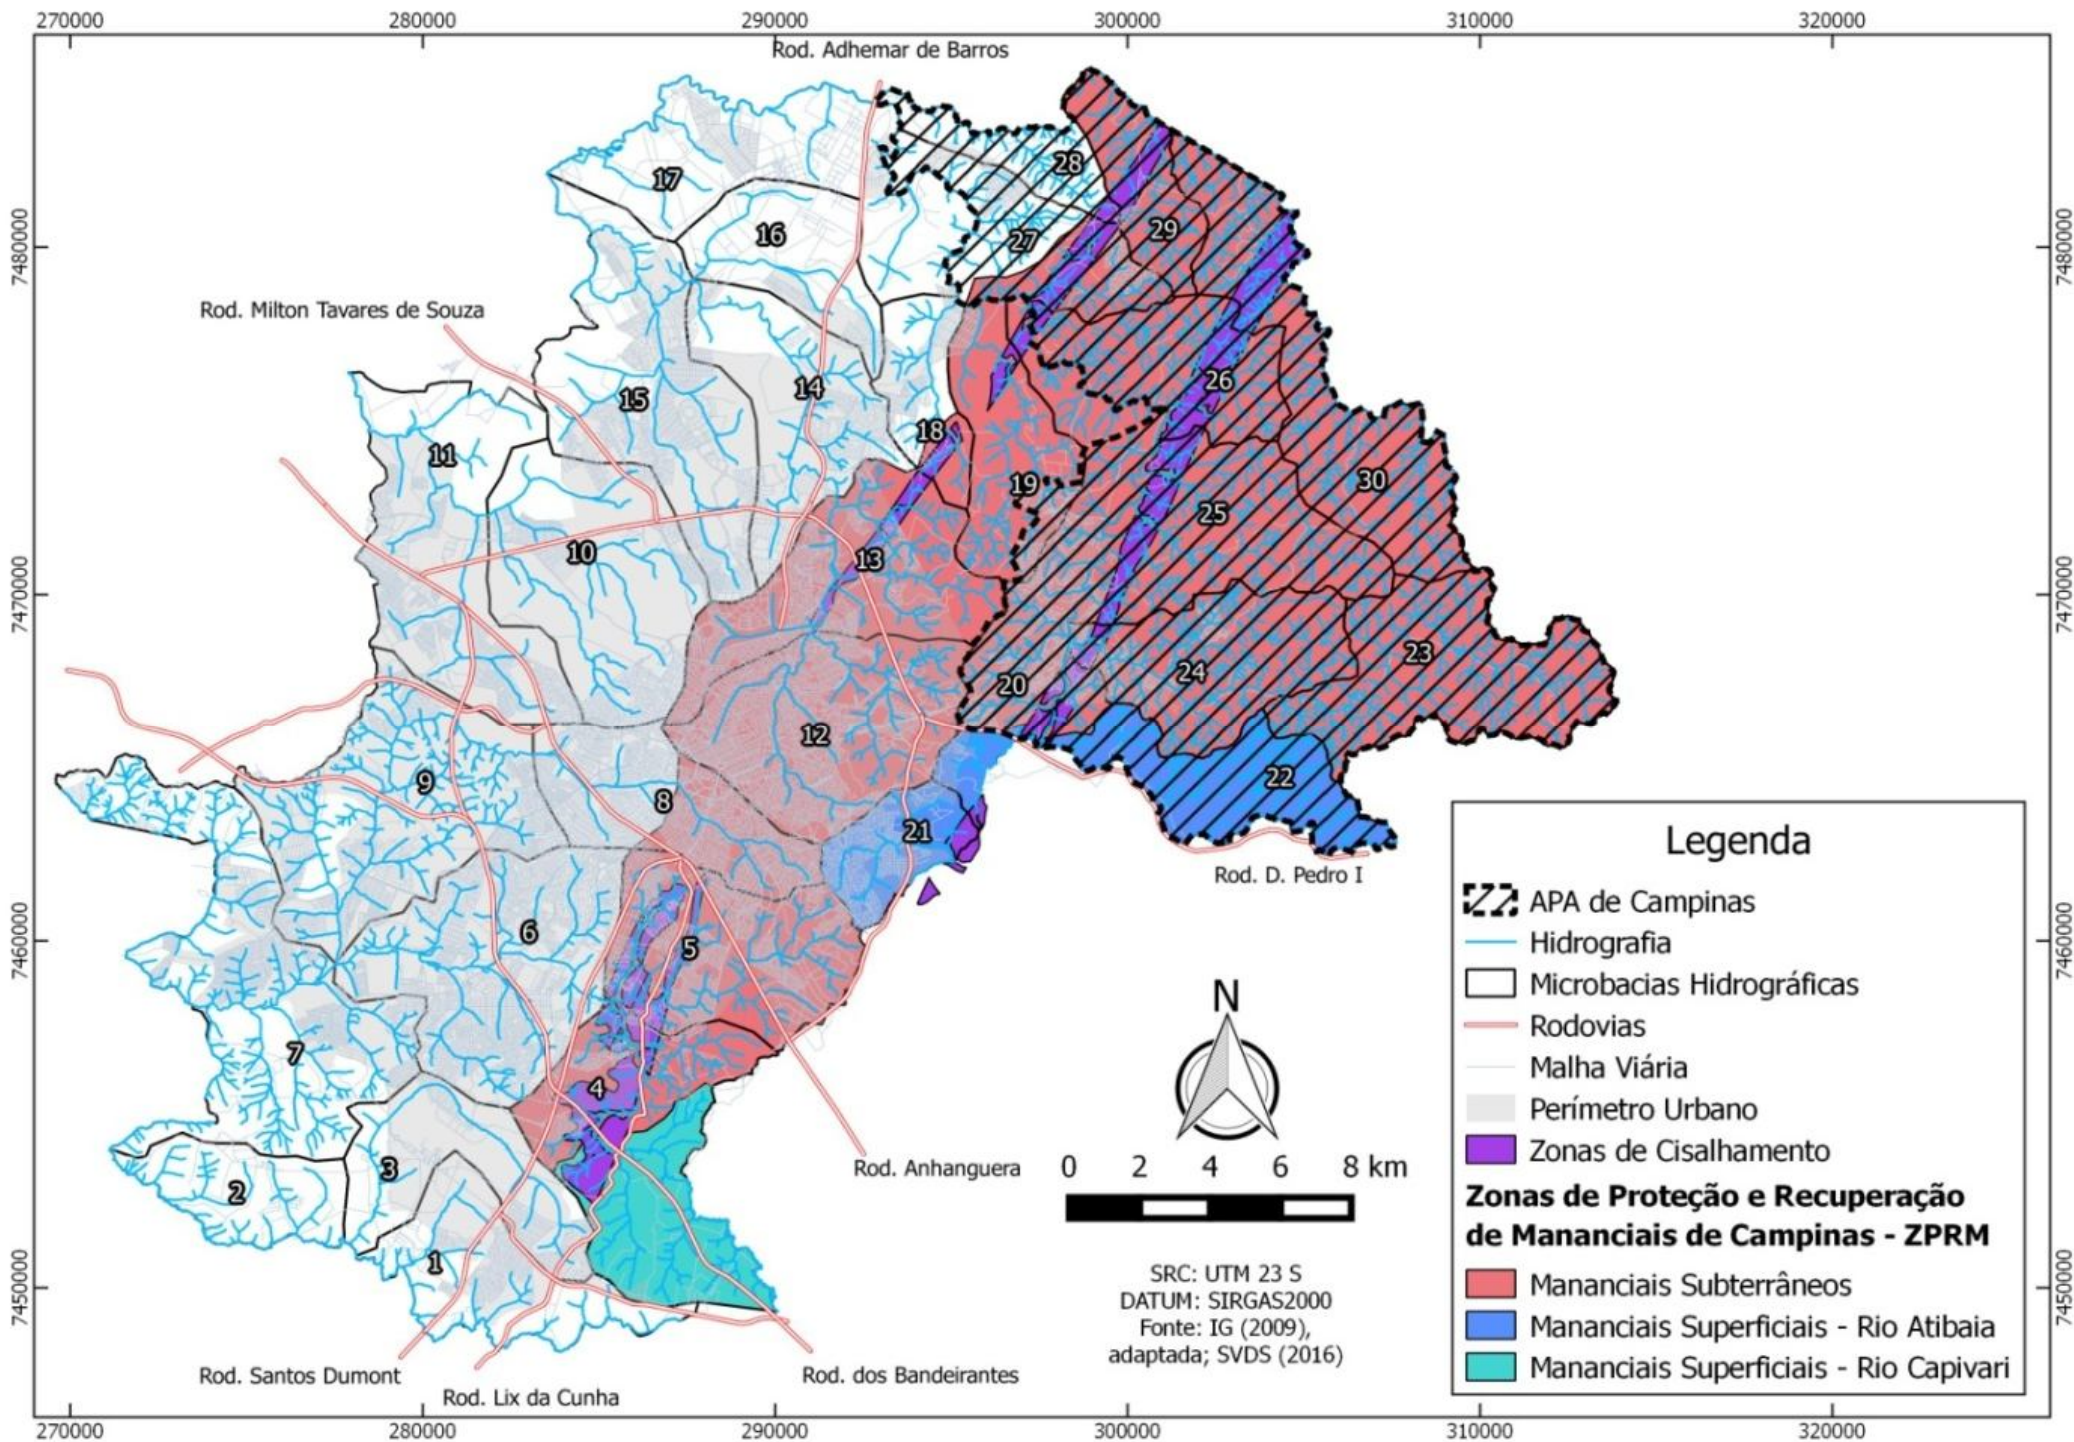 270000 280000 290000 300000 310000 320000
Rod. Adhemar de Barros
28
17
29
27
16
7480000 7480000
Rod. Milton Tavares de Souza
26
14
15
18
11
30
19
25
10
13
7470000 7470000
23
24
20
12
22
9
8
21
Rod. D. Pedro I
6
5
7460000 7460000
7
4
3
2
1
7450000 7450000
Rod. Anhanguera
Rod. Santos Dumont
Rod. Lix da Cunha
Rod. dos Bandeirantes
N
0 2 4 6 8 km
SRC: UTM 23 S
DATUM: SIRGAS2000
Fonte: IG (2009),
adaptada; SVDS (2016)
Legenda
APA de Campinas
Hidrografia
Microbacias Hidrográficas
Rodovias
Malha Viária
Perímetro Urbano
Zonas de Cisalhamento
Zonas de Proteção e Recuperação
de Mananciais de Campinas - ZPRM
Mananciais Subterrâneos
Mananciais Superficiais - Rio Atibaia
Mananciais Superficiais - Rio Capivari
270000 280000 290000 300000 310000 320000